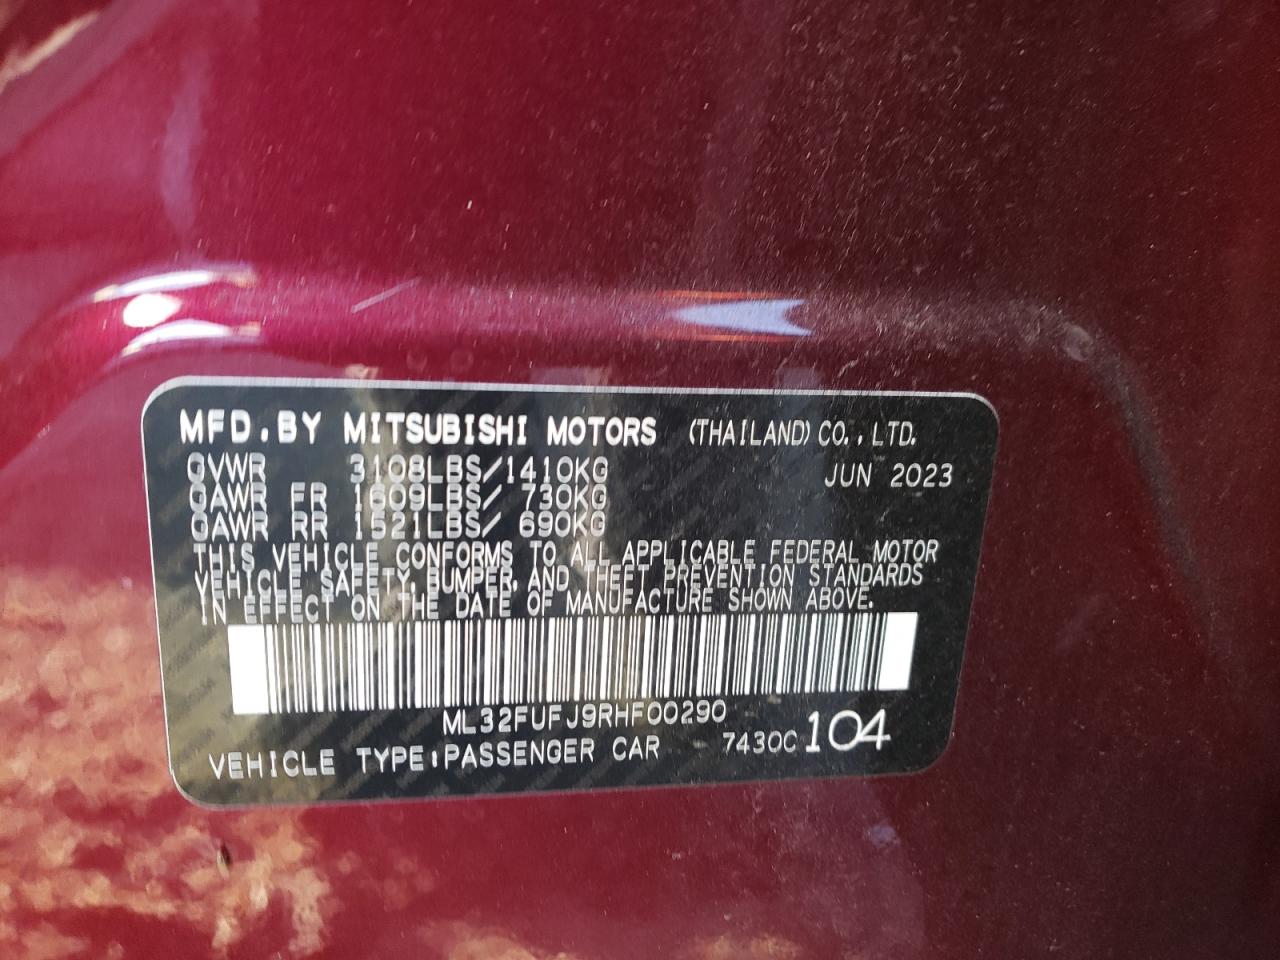 MFD.BY MITSUBISHI MOTORS (THAILAND) CO.,LTD.
GVWR 3108LBS/1410KG JUN 2023
GAWR FR 1609LBS/ 730KG
GAWR RR 1521LBS/ 690KG
THIS VEHICLE CONFORMS TO ALL APPLICABLE FEDERAL MOTOR
VEHICLE SAFETY, BUMPER, AND THEFT PREVENTION STANDARDS
IN EFFECT ON THE DATE OF MANUFACTURE SHOWN ABOVE.
ML32FUFJ9RHF00290
VEHICLE TYPE:PASSENGER CAR 7430C 104